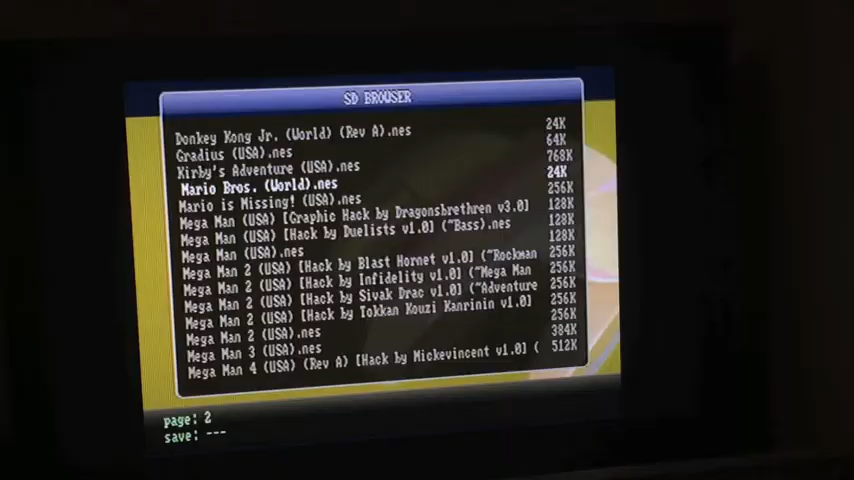 SD BROWSER
Donkey Kong Jr. (World) (Rev A).nes 24K
Gradius (USA).nes 64K
Kirby's Adventure (USA).nes 768K
Mario Bros. (World).nes 24K
Mario is Missing! (USA).nes 256K
Mega Man (USA) [Graphic Hack by Dragonsbrethren v3.0] 128K
Mega Man (USA) [Hack by Duelists v1.0] (~Bass).nes 128K
Mega Man (USA).nes 128K
Mega Man 2 (USA) [Hack by Blast Hornet v1.0] (~Rockman 256K
Mega Man 2 (USA) [Hack by Infidelity v1.0] (~Mega Man 256K
Mega Man 2 (USA) [Hack by Sivak Drac v1.0] (~Adventure 256K
Mega Man 2 (USA) [Hack by Tokkan Kouzi Kanrinin v1.0] 256K
Mega Man 2 (USA).nes 256K
Mega Man 3 (USA).nes 384K
Mega Man 4 (USA) (Rev A) [Hack by Mickevincent v1.0] ( 512K
page: 2
save: ---